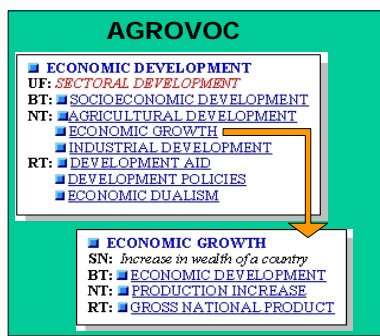 AGROVOC
ECONOMIC DEVELOPMENT
UF: SECTORAL DEVELOPMENT
BT: SOCIOECONOMIC DEVELOPMENT
NT: AGRICULTURAL DEVELOPMENT
ECONOMIC GROWTH
INDUSTRIAL DEVELOPMENT
RT: DEVELOPMENT AID
DEVELOPMENT POLICIES
ECONOMIC DUALISM
ECONOMIC GROWTH
SN: Increase in wealth of a country
BT: ECONOMIC DEVELOPMENT
NT: PRODUCTION INCREASE
RT: GROSS NATIONAL PRODUCT